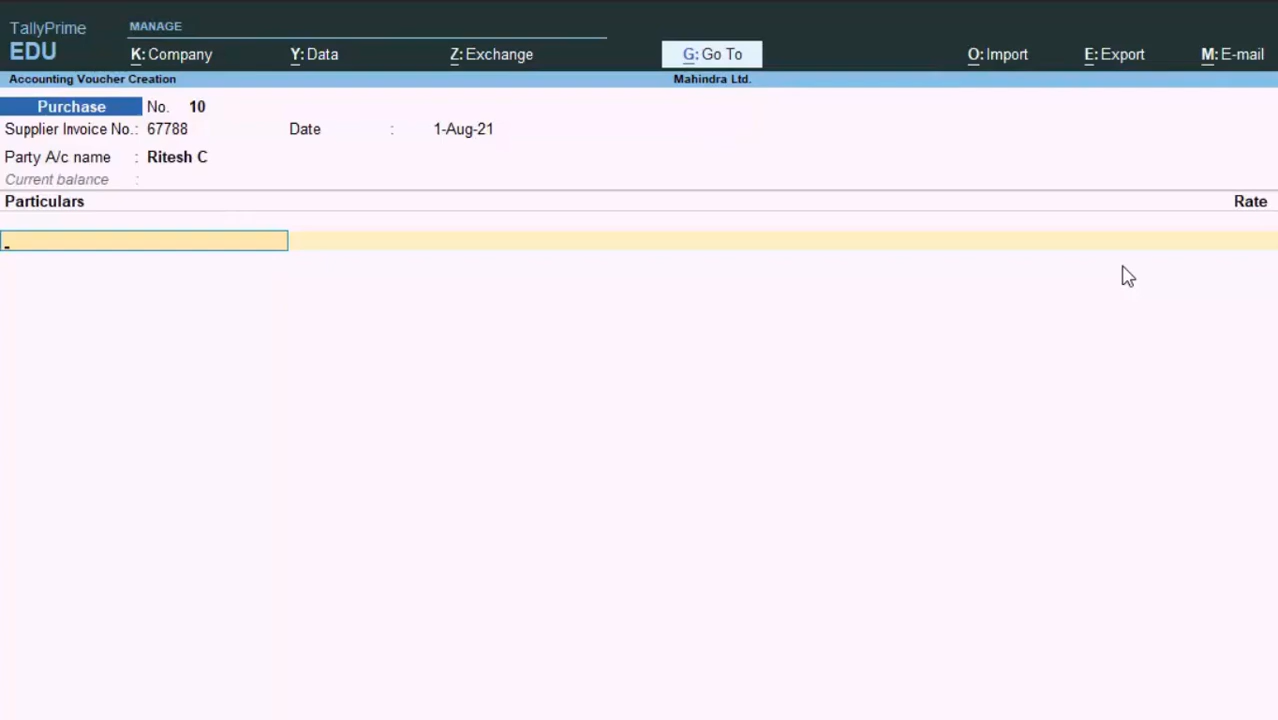 TallyPrime MANAGE
EDU K: Company Y: Data Z: Exchange G: Go To O: Import E: Export M: E-mail
Accounting Voucher Creation Mahindra Ltd.
Purchase No. 10
Supplier Invoice No.: 67788 Date : 1-Aug-21
Party A/c name : Ritesh C
Current balance :
Particulars Rate